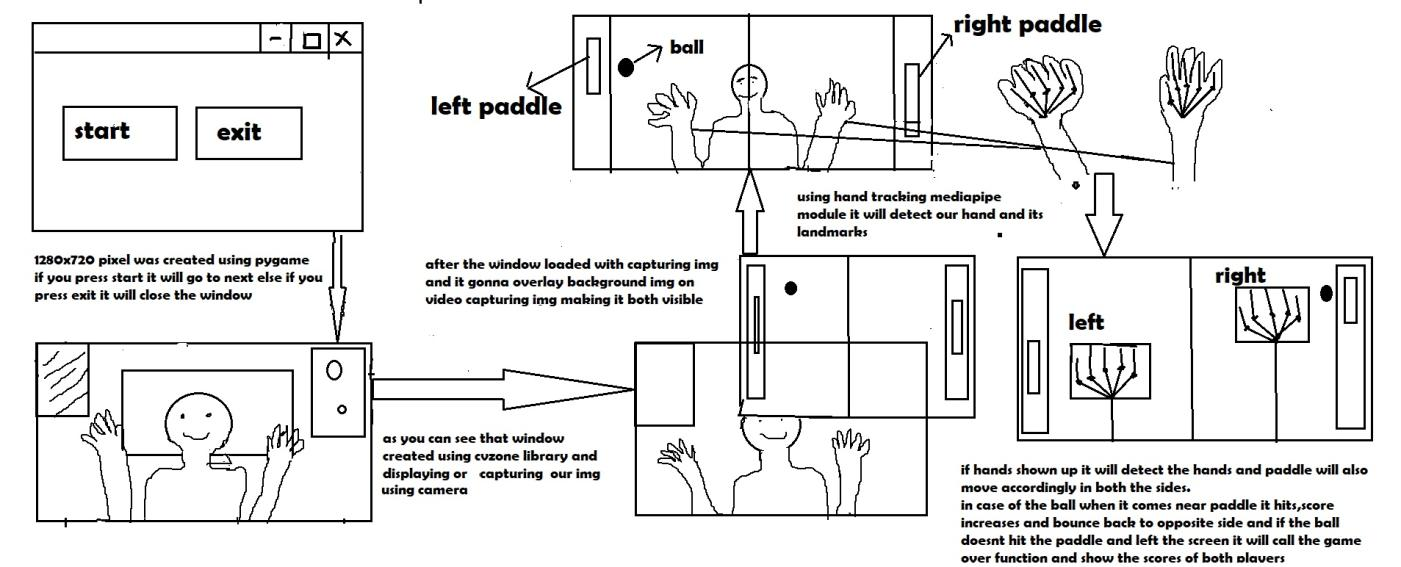 start
exit
1280x720 pixel was created using pygame
if you press start it will go to next else if you
press exit it will close the window
as you can see that window
created using cvzone library and
displaying or capturing our img
using camera
after the window loaded with capturing img
and it gonna overlay background img on
video capturing img making it both visible
left paddle
ball
right paddle
using hand tracking mediapipe
module it will detect our hand and its
landmarks
left
right
if hands shown up it will detect the hands and paddle will also
move accordingly in both the sides.
in case of the ball when it comes near paddle it hits,score
increases and bounce back to opposite side and if the ball
doesnt hit the paddle and left the screen it will call the game
over function and show the scores of both players